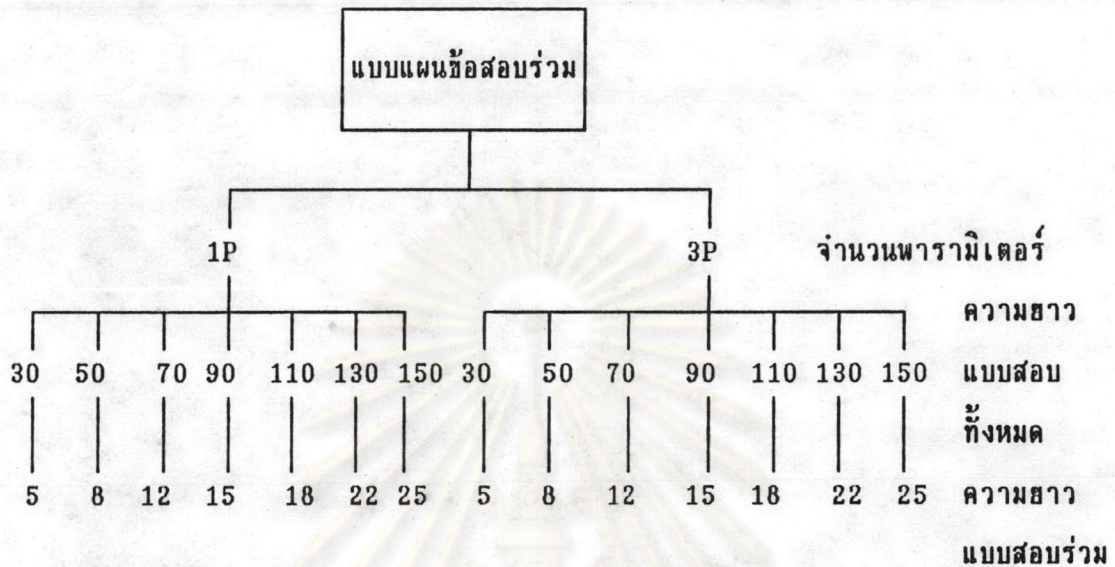 แบบแผนข้อสอบร่วม
1P 3P จำนวนพารามิเตอร์
ความยาว
30 50 70 90 110 130 150 30 50 70 90 110 130 150 แบบสอบ
ทั้งหมด
5 8 12 15 18 22 25 5 8 12 15 18 22 25 ความยาว
แบบสอบร่วม